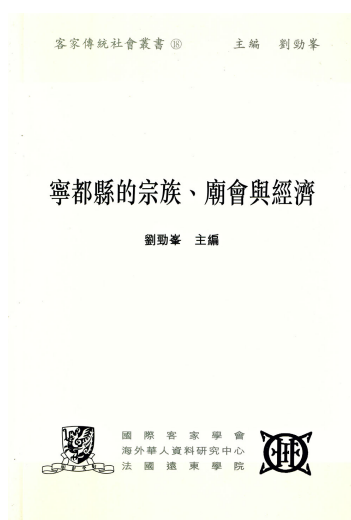 客家傳統社會叢書⑱ 主編 劉勁峯
寧都縣的宗族、廟會與經濟
劉勁峯 主編
國際客家學會
海外華人資料研究中心
法國遠東學院